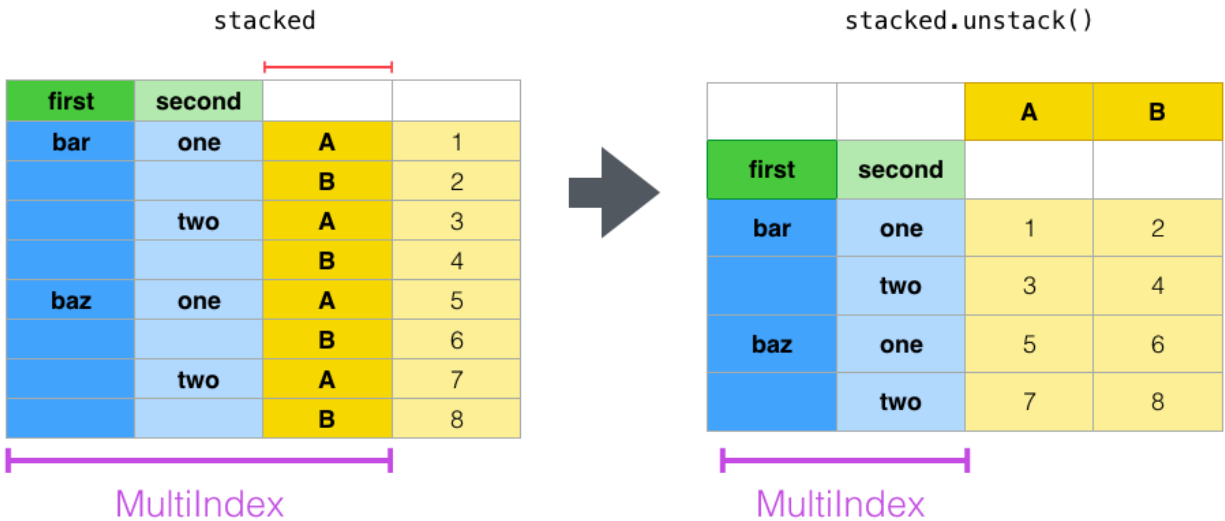 stacked
first second
bar one A 1
B 2
two A 3
B 4
baz one A 5
B 6
two A 7
B 8
MultiIndex
stacked.unstack()
A B
first second
bar one 1 2
two 3 4
baz one 5 6
two 7 8
MultiIndex